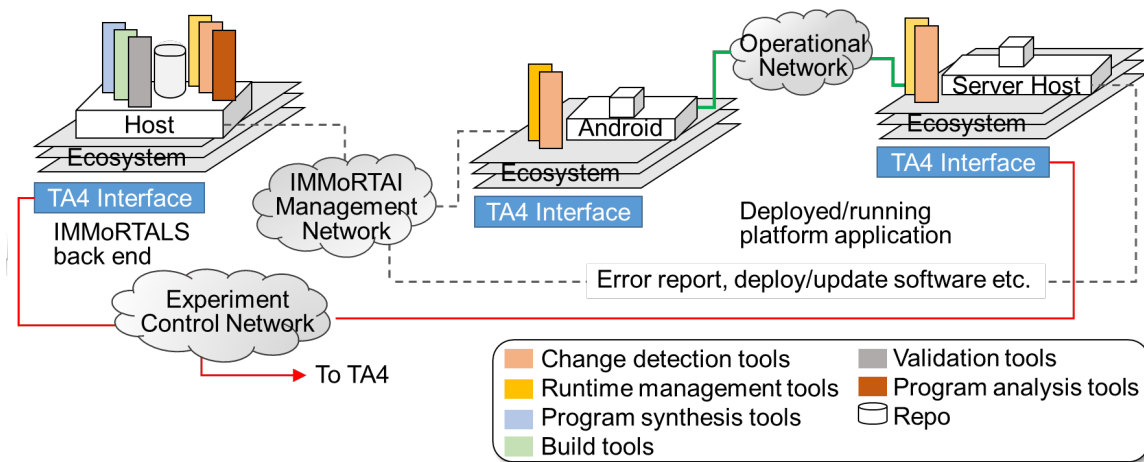 Host
Ecosystem
TA4 Interface
IMMoRTALS
back end
IMMoRTAI
Management
Network
Android
Ecosystem
TA4 Interface
Operational
Network
Server Host
Ecosystem
TA4 Interface
Deployed/running
platform application
Error report, deploy/update software etc.
Experiment
Control Network
To TA4
Change detection tools
Runtime management tools
Program synthesis tools
Build tools
Validation tools
Program analysis tools
Repo